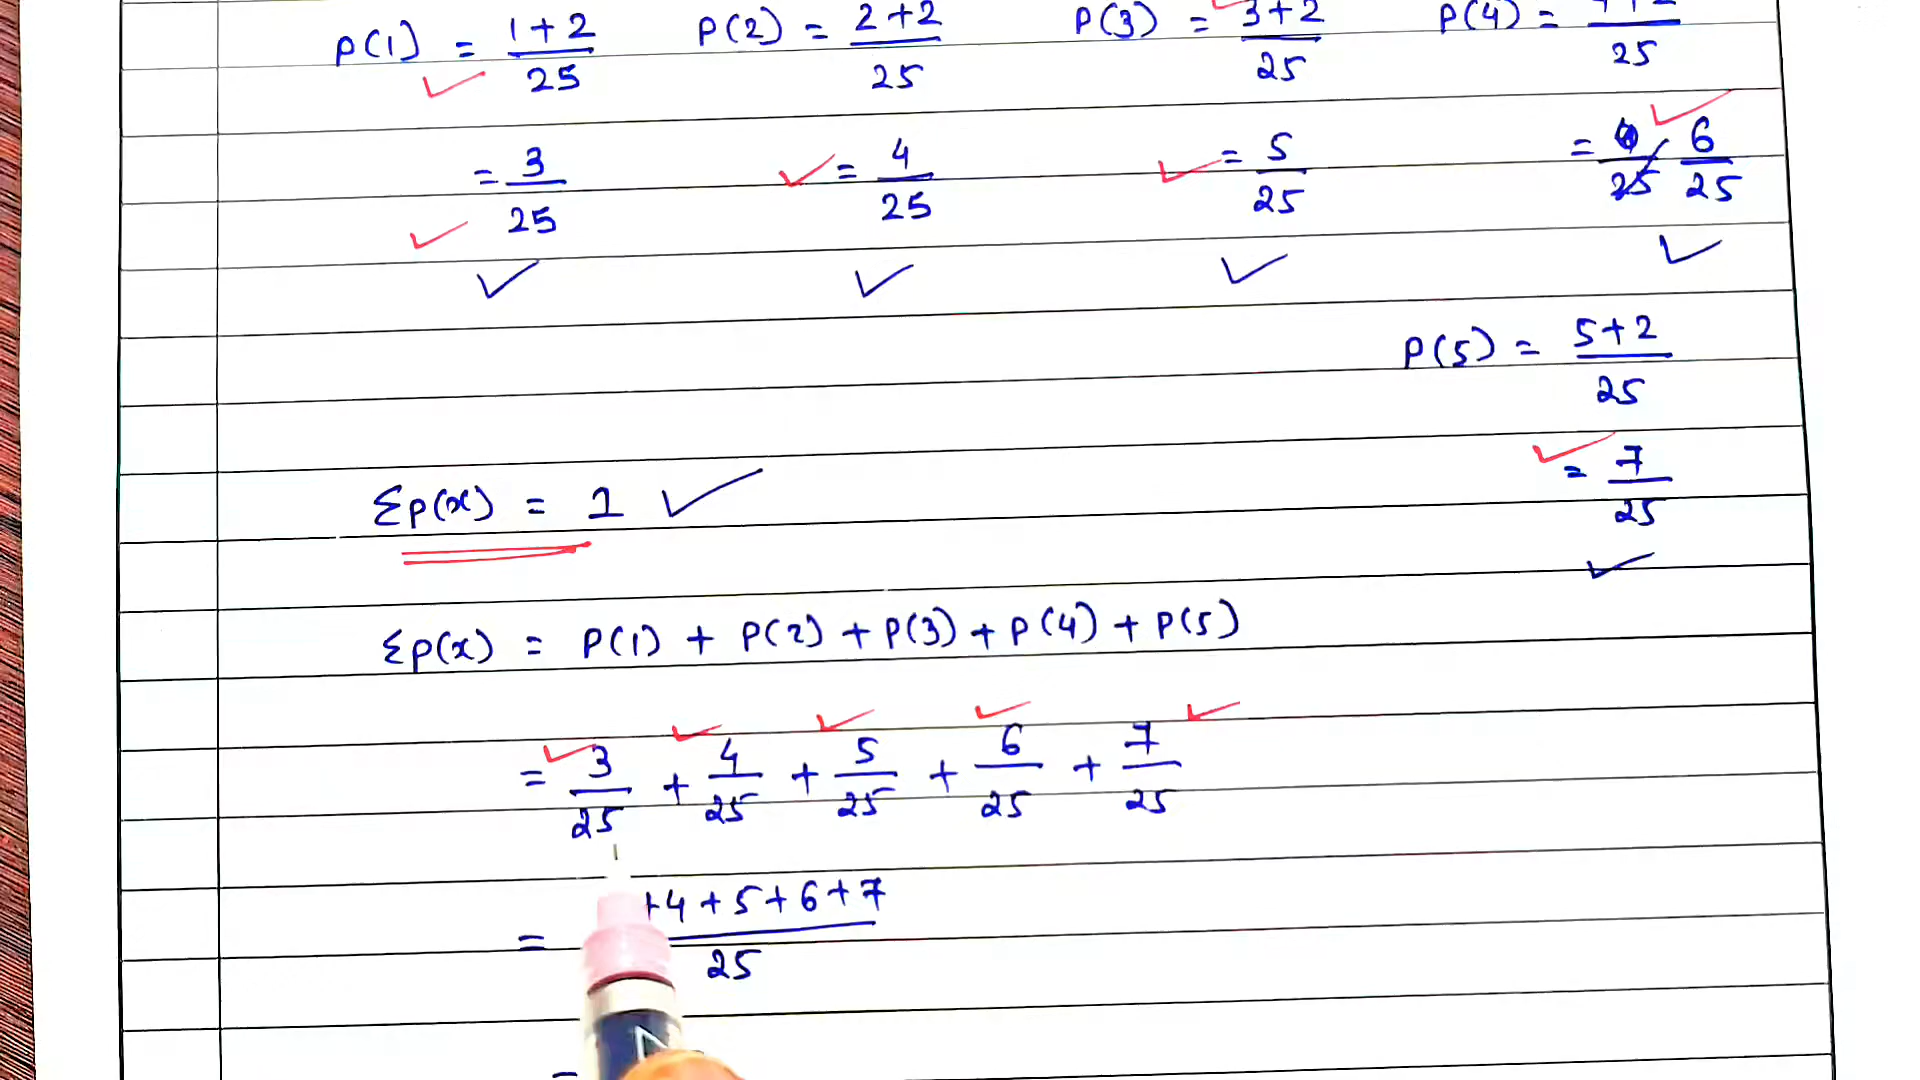 P(1) = 1+2/25 P(2) = 2+2/25 P(3) = 3+2/25 P(4) = /25
= 3/25 = 4/25 = 5/25 = 6/25
P(5) = 5+2/25
= 7/25
Σp(x) = 1
Σp(x) = P(1) + P(2) + P(3) + P(4) + P(5)
= 3/25 + 4/25 + 5/25 + 6/25 + 7/25
= +4+5+6+7/25
=